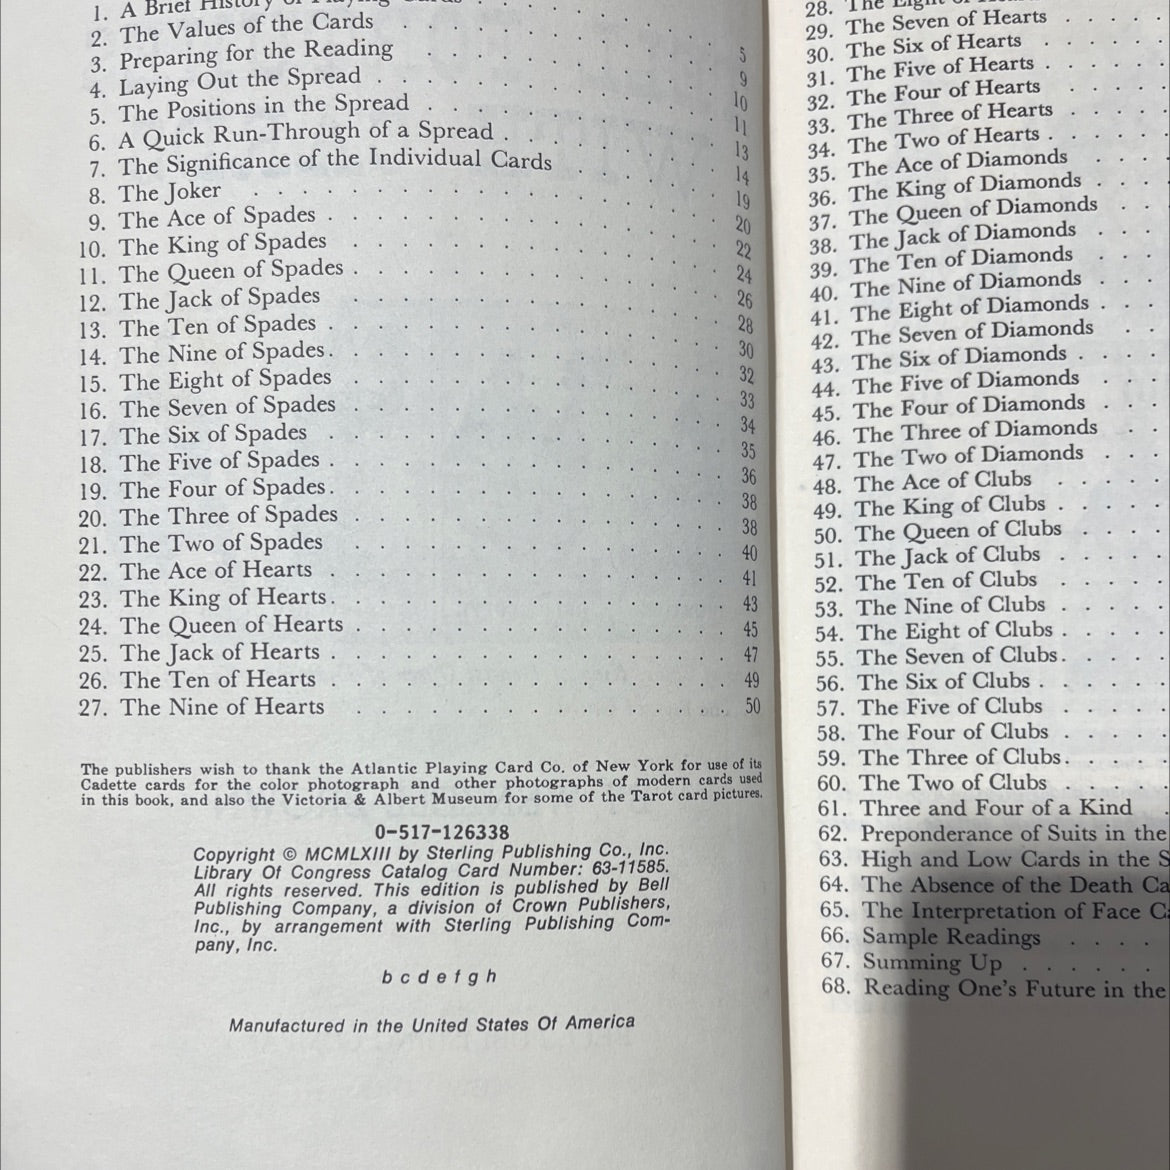 1. A Brief History of Playing Cards
2. The Values of the Cards . . . . . . . . . . . . . 5
3. Preparing for the Reading . . . . . . . . . . . 9
4. Laying Out the Spread . . . . . . . . . . . . . 10
5. The Positions in the Spread . . . . . . . . . . . 11
6. A Quick Run-Through of a Spread . . . . . . . . 13
7. The Significance of the Individual Cards . . . . . . 14
8. The Joker . . . . . . . . . . . . . . . . . . 19
9. The Ace of Spades . . . . . . . . . . . . . . . 20
10. The King of Spades . . . . . . . . . . . . . . 22
11. The Queen of Spades . . . . . . . . . . . . . . 24
12. The Jack of Spades . . . . . . . . . . . . . . 26
13. The Ten of Spades . . . . . . . . . . . . . . . 28
14. The Nine of Spades . . . . . . . . . . . . . . . 30
15. The Eight of Spades . . . . . . . . . . . . . . 32
16. The Seven of Spades . . . . . . . . . . . . . . 33
17. The Six of Spades . . . . . . . . . . . . . . . 34
18. The Five of Spades . . . . . . . . . . . . . . . 35
19. The Four of Spades . . . . . . . . . . . . . . . 36
20. The Three of Spades . . . . . . . . . . . . . . 38
21. The Two of Spades . . . . . . . . . . . . . . 38
22. The Ace of Hearts . . . . . . . . . . . . . . . 40
23. The King of Hearts . . . . . . . . . . . . . . . 41
24. The Queen of Hearts . . . . . . . . . . . . . . 43
25. The Jack of Hearts . . . . . . . . . . . . . . . 45
26. The Ten of Hearts . . . . . . . . . . . . . . . 47
27. The Nine of Hearts . . . . . . . . . . . . . . 49
50
The publishers wish to thank the Atlantic Playing Card Co. of New York for use of its
Cadette cards for the color photograph and other photographs of modern cards used
in this book, and also the Victoria & Albert Museum for some of the Tarot card pictures.
0-517-126338
Copyright © MCMLXIII by Sterling Publishing Co., Inc.
Library Of Congress Catalog Card Number: 63-11585.
All rights reserved. This edition is published by Bell
Publishing Company, a division of Crown Publishers,
Inc., by arrangement with Sterling Publishing Com-
pany, Inc.
b c d e f g h
Manufactured in the United States Of America
28. The Eight of
29. The Seven of Hearts . . . . .
30. The Six of Hearts . . . . .
31. The Five of Hearts . . . . .
32. The Four of Hearts . . . .
33. The Three of Hearts . . . .
34. The Two of Hearts . . . . .
35. The Ace of Diamonds . . . .
36. The King of Diamonds . . .
37. The Queen of Diamonds . .
38. The Jack of Diamonds . . .
39. The Ten of Diamonds . . .
40. The Nine of Diamonds . . .
41. The Eight of Diamonds . . .
42. The Seven of Diamonds . .
43. The Six of Diamonds . . . .
44. The Five of Diamonds . . .
45. The Four of Diamonds . . .
46. The Three of Diamonds . .
47. The Two of Diamonds . . .
48. The Ace of Clubs . . . . .
49. The King of Clubs . . . . .
50. The Queen of Clubs . . . .
51. The Jack of Clubs . . . . .
52. The Ten of Clubs . . . . .
53. The Nine of Clubs . . . . .
54. The Eight of Clubs . . . . .
55. The Seven of Clubs . . . . .
56. The Six of Clubs . . . . . .
57. The Five of Clubs . . . . .
58. The Four of Clubs . . . . .
59. The Three of Clubs . . . . .
60. The Two of Clubs . . . . .
61. Three and Four of a Kind .
62. Preponderance of Suits in the
63. High and Low Cards in the S
64. The Absence of the Death Ca
65. The Interpretation of Face Ca
66. Sample Readings . . . .
67. Summing Up . . . . . .
68. Reading One's Future in the